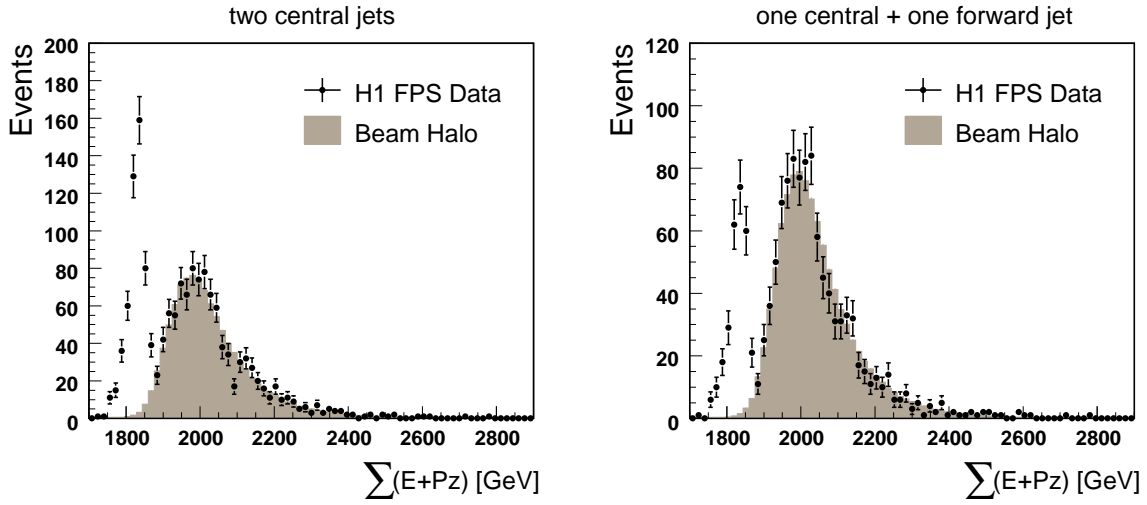 two central jets
Events
200
180
160
140
120
100
80
60
40
20
0
H1 FPS Data
Beam Halo
1800 2000 2200 2400 2600 2800
∑(E+Pz) [GeV]
one central + one forward jet
Events
120
100
80
60
40
20
0
H1 FPS Data
Beam Halo
1800 2000 2200 2400 2600 2800
∑(E+Pz) [GeV]